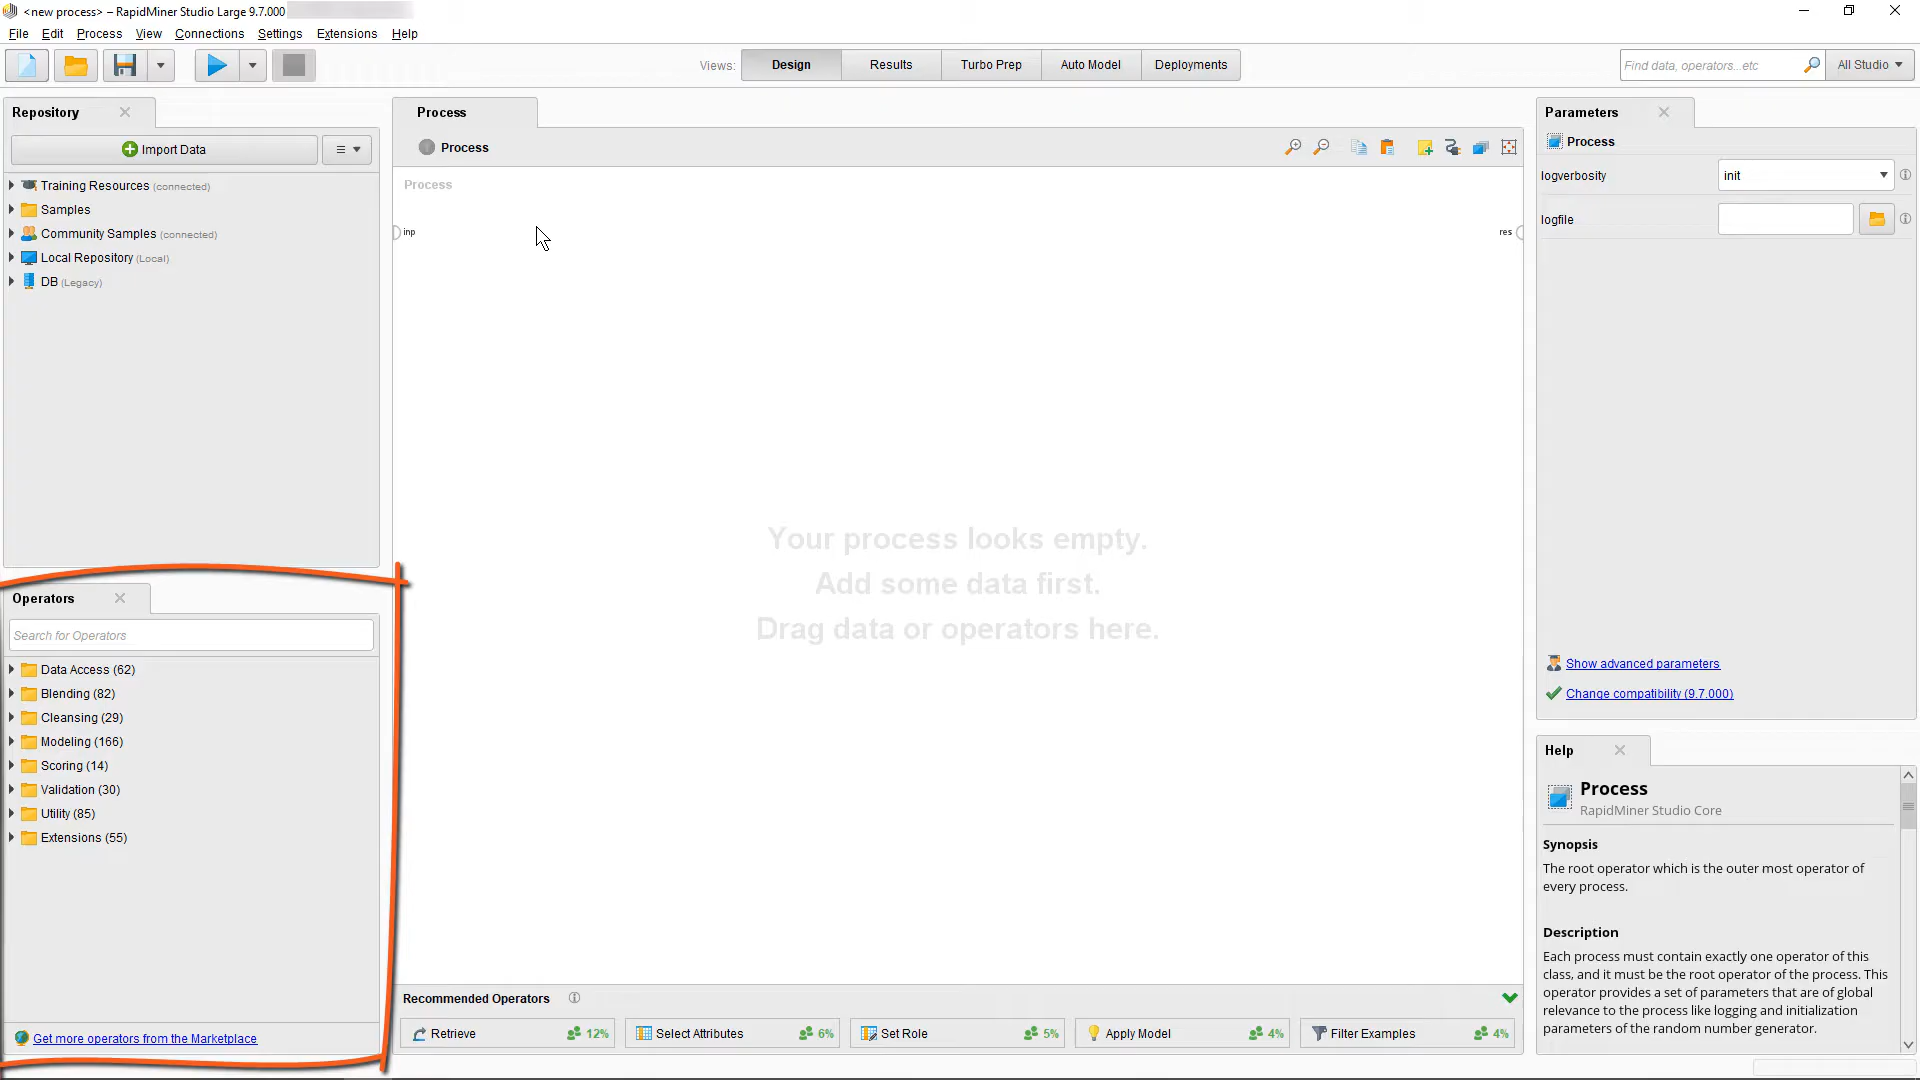 <new process> – RapidMiner Studio Large 9.7.000
File Edit Process View Connections Settings Extensions Help
Views: Design Results Turbo Prep Auto Model Deployments
Find data, operators...etc
All Studio
Repository
Import Data
Training Resources (connected)
Samples
Community Samples (connected)
Local Repository (Local)
DB (Legacy)
Operators
Search for Operators
Data Access (62)
Blending (82)
Cleansing (29)
Modeling (166)
Scoring (14)
Validation (30)
Utility (85)
Extensions (55)
Get more operators from the Marketplace
Process
Process
Process
inp
res
Your process looks empty.
Add some data first.
Drag data or operators here.
Recommended Operators
Retrieve 12%
Select Attributes 6%
Set Role 5%
Apply Model 4%
Filter Examples 4%
Parameters
Process
logverbosity init
logfile
Show advanced parameters
Change compatibility (9.7.000)
Help
Process
RapidMiner Studio Core
Synopsis
The root operator which is the outer most operator of
every process.
Description
Each process must contain exactly one operator of this
class, and it must be the root operator of the process. This
operator provides a set of parameters that are of global
relevance to the process like logging and initialization
parameters of the random number generator.